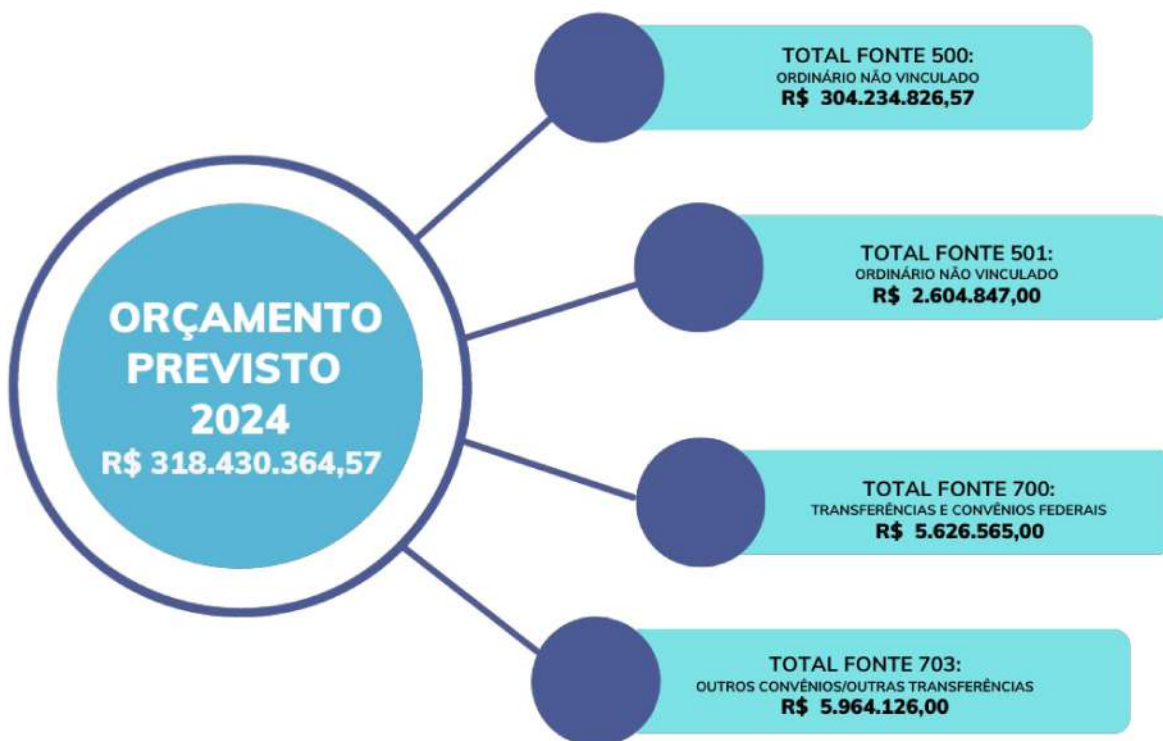 ORÇAMENTO
PREVISTO
2024
R$ 318.430.364,57
TOTAL FONTE 500:
ORDINÁRIO NÃO VINCULADO
R$ 304.234.826,57
TOTAL FONTE 501:
ORDINÁRIO NÃO VINCULADO
R$ 2.604.847,00
TOTAL FONTE 700:
TRANSFERÊNCIAS E CONVÊNIOS FEDERAIS
R$ 5.626.565,00
TOTAL FONTE 703:
OUTROS CONVÊNIOS/OUTRAS TRANSFERÊNCIAS
R$ 5.964.126,00